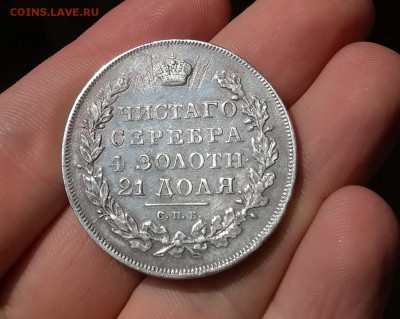 COINS.LAVE.RU
ЧИСТАГО
СЕРЕБРА
4 ЗОЛОТН
21 ДОЛЯ.
С.П.Б.